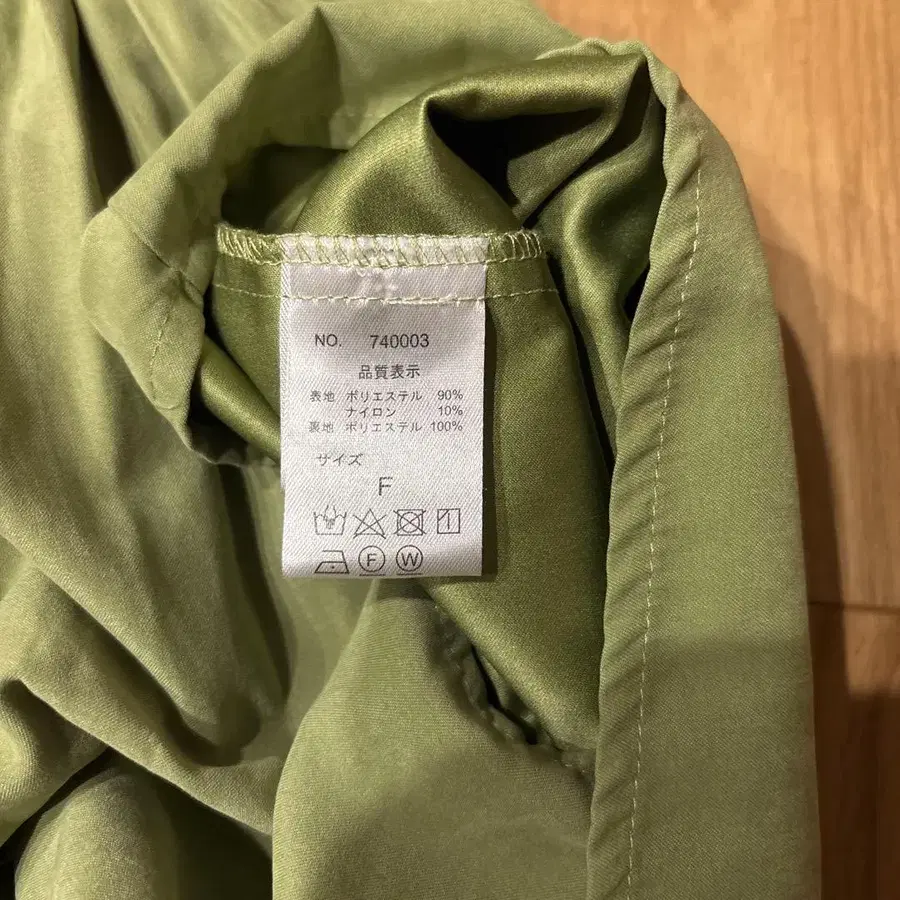 NO. 740003
品質表示
表地 ポリエステル 90%
ナイロン 10%
裏地 ポリエステル 100%
サイズ
F
F W